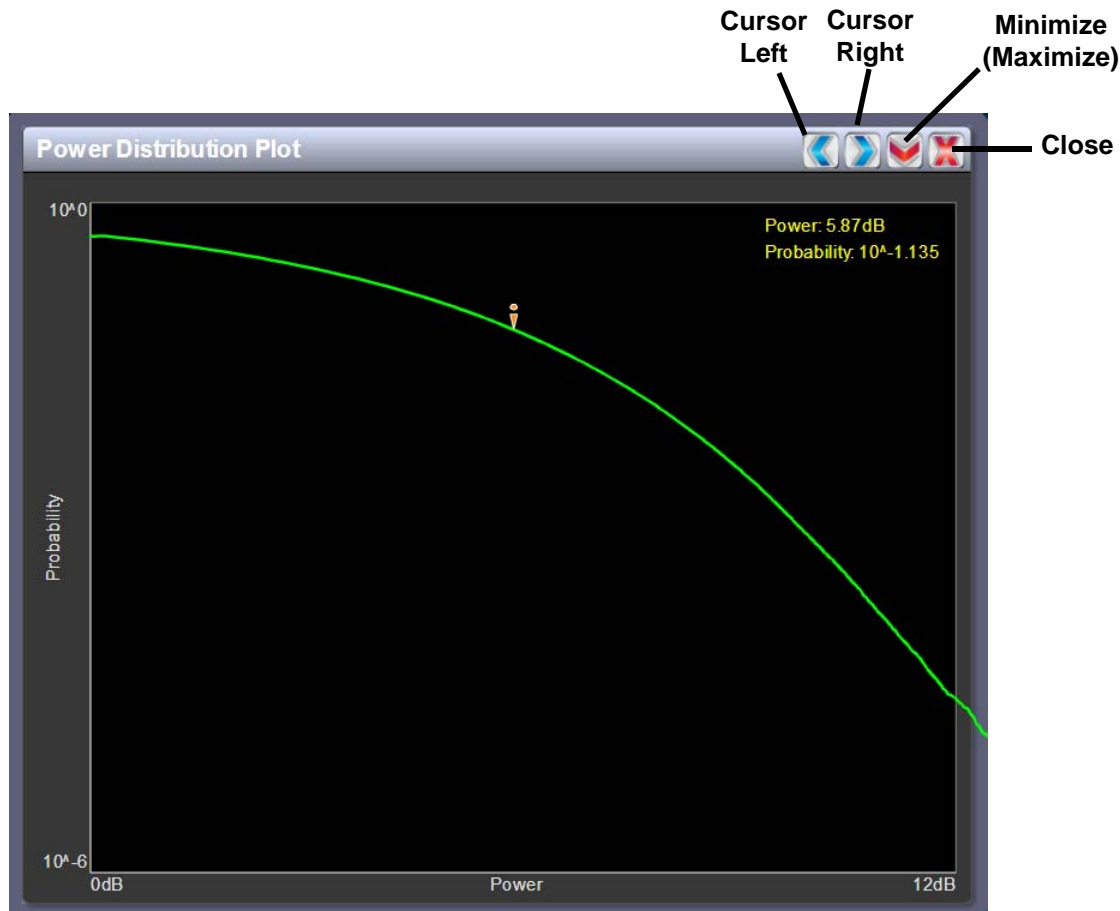 Cursor Left
Cursor Right
Minimize (Maximize)
Close
Power Distribution Plot
10^0
Power: 5.87dB
Probability: 10^-1.135
Probability
10^-6
0dB
Power
12dB